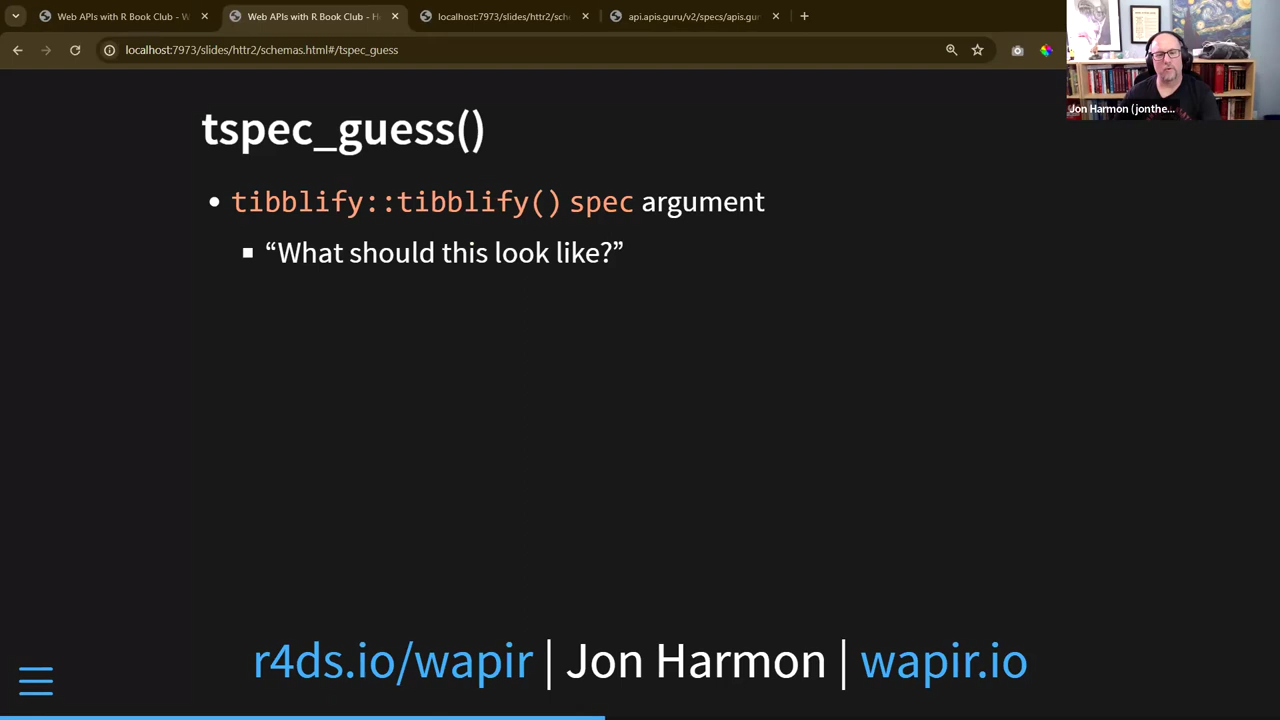 Web APIs with R Book Club - W
Web APIs with R Book Club - H
localhost:7973/slides/httr2/sche
api.apis.guru/v2/specs/apis.gur
localhost:7973/slides/httr2/schemas.html#/tspec_guess
Jon Harmon (jonthe...
tspec_guess()
• tibblify::tibblify() spec argument
▪ “What should this look like?”
r4ds.io/wapir | Jon Harmon | wapir.io